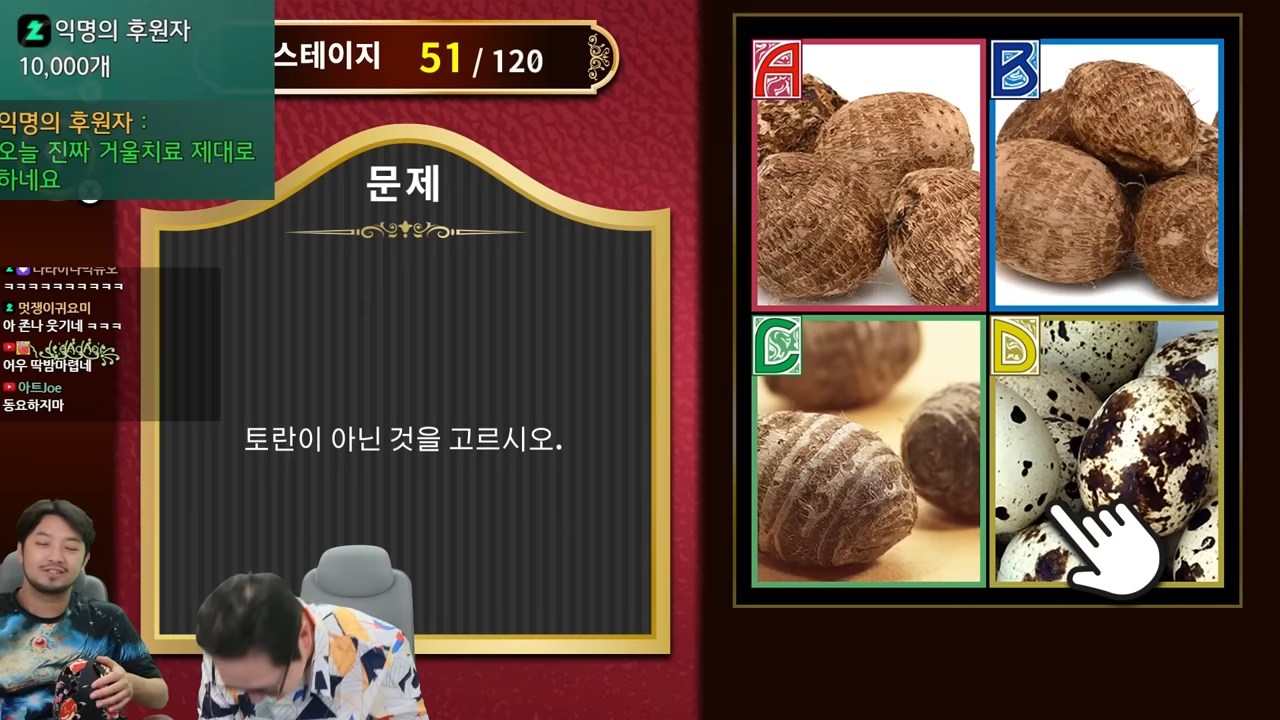 익명의 후원자
10,000개
익명의 후원자 :
오늘 진짜 거울치료 제대로
하네요
스테이지 51 / 120
문제
토란이 아닌 것을 고르시오.
A
B
C
D
ㅋㅋㅋㅋㅋㅋㅋㅋㅋㅋ
멋쟁이귀요미
아 존나 웃기네 ㅋㅋㅋ
어우 딱밤마렵네
아트Joe
동요하지마